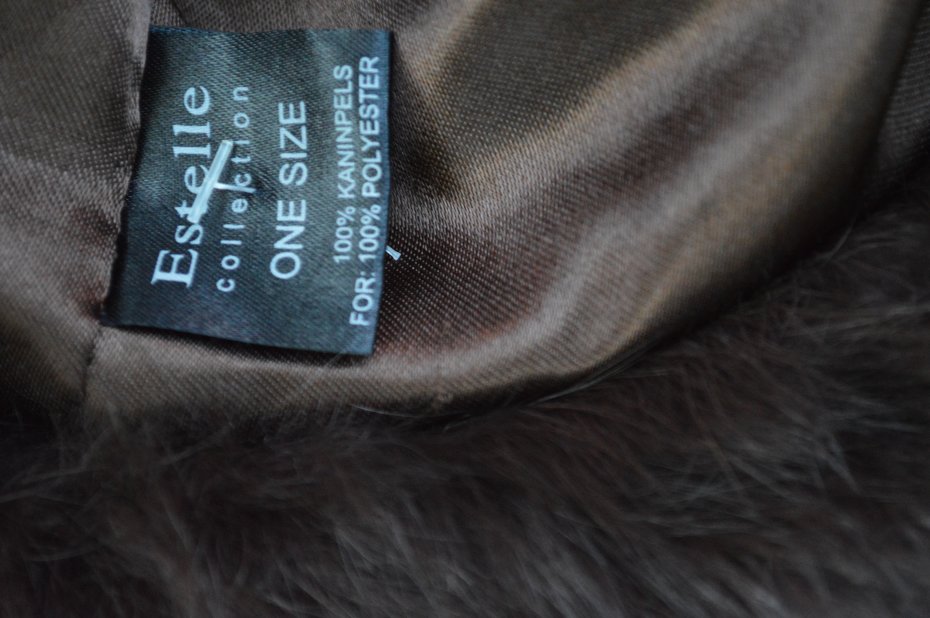 Estelle
collection
ONE SIZE
100% KANINPELS
FOR: 100% POLYESTER